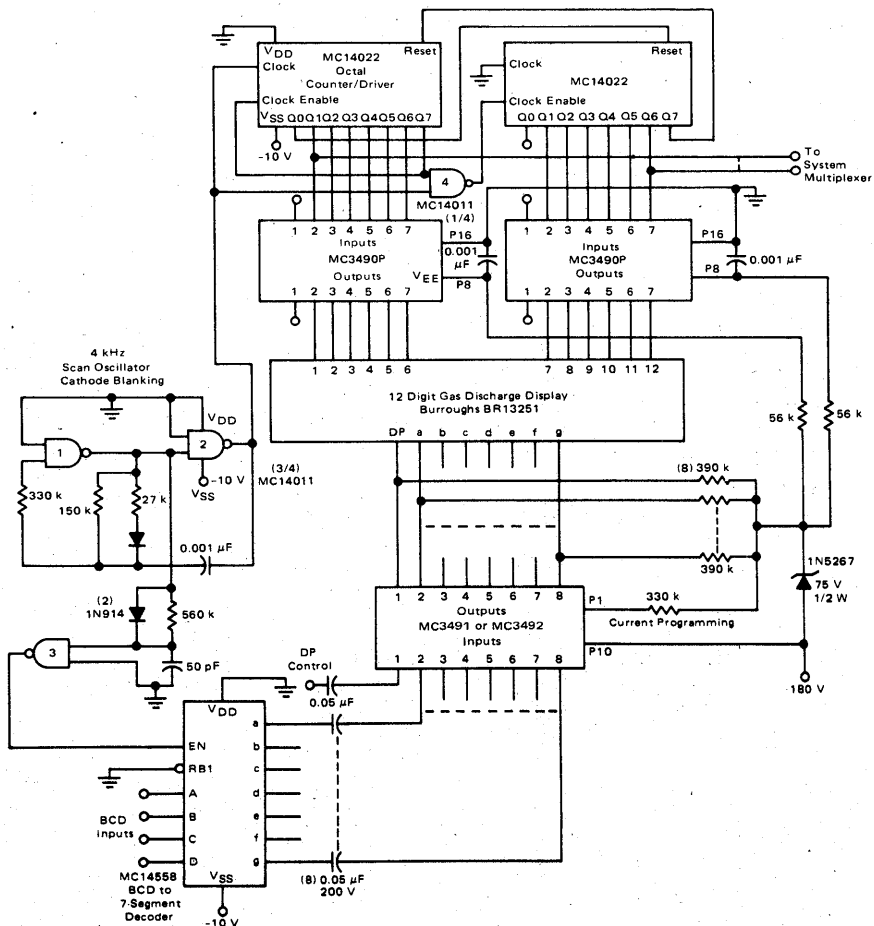 VDD
MC14022
Reset
Clock
Octal
Counter/Driver
Clock Enable
VSS Q0 Q1 Q2 Q3 Q4 Q5 Q6 Q7
-10 V
Reset
Clock
MC14022
Clock Enable
Q0 Q1 Q2 Q3 Q4 Q5 Q6 Q7
To
System
Multiplexer
4
MC14011
(1/4)
1 2 3 4 5 6 7
Inputs
MC3490P
Outputs
1 2 3 4 5 6 7
P16
0.001
µF
VEE
P8
1 2 3 4 5 6 7
Inputs
MC3490P
Outputs
1 2 3 4 5 6 7
P16
P8
0.001
µF
1 2 3 4 5 6
7 8 9 10 11 12
12 Digit Gas Discharge Display
Burroughs BR13251
DP a b c d e f g
56 k
56 k
4 kHz
Scan Oscillator
Cathode Blanking
1
VDD
2
-10 V
VSS
(3/4)
MC14011
330 k
150 k
27 k
0.001 µF
(8) 390 k
390 k
1 2 3 4 5 6 7 8
Outputs
MC3491 or MC3492
Inputs
1 2 3 4 5 6 7 8
P1
330 k
Current Programming
P10
1N5267
75 V
1/2 W
-180 V
(2)
1N914
560 k
3
50 pF
DP
Control
0.05 µF
VDD
EN
RB1
A
B
C
D
a
b
c
d
e
f
g
BCD
Inputs
VSS
-10 V
MC14558
BCD to
7-Segment
Decoder
(8) 0.05 µF
200 V